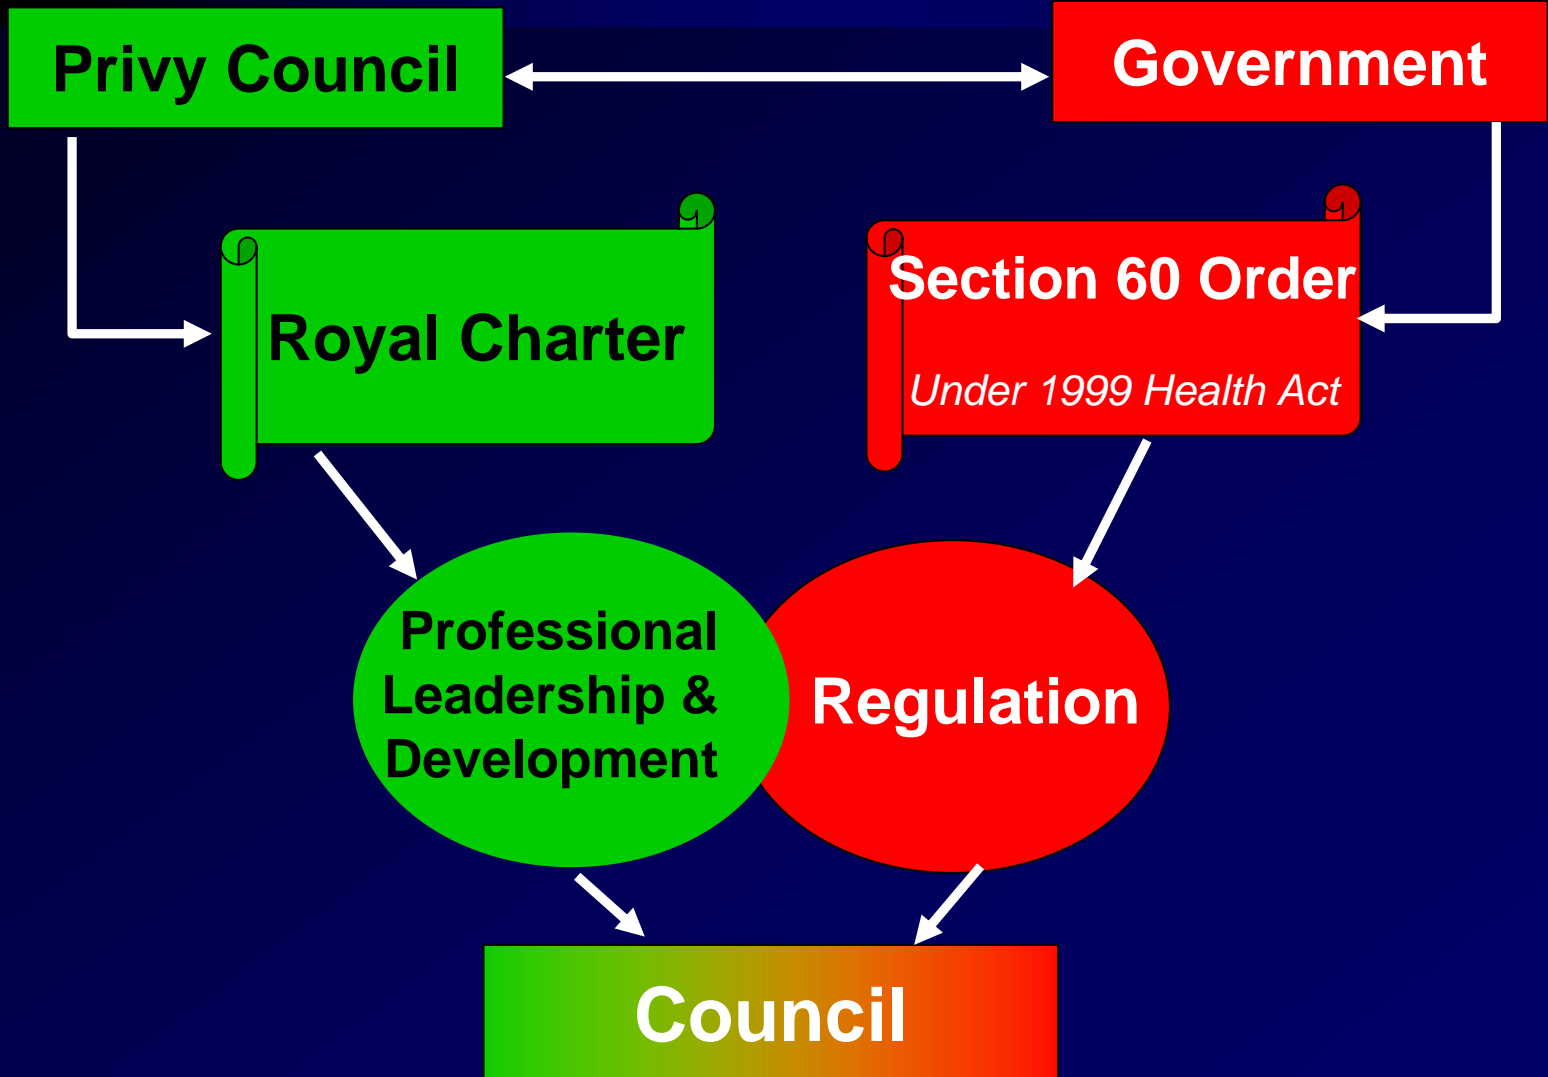 Privy Council
Government
Royal Charter
Section 60 Order
Under 1999 Health Act
Professional
Leadership &
Development
Regulation
Council